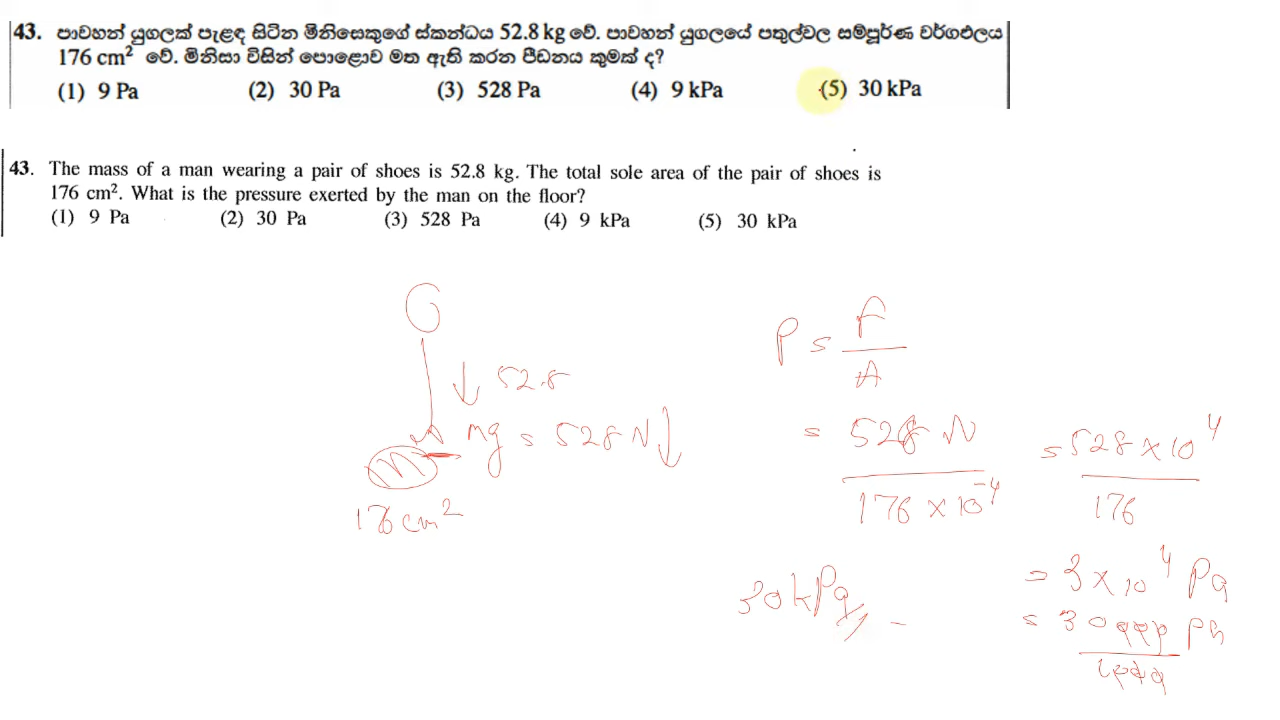 43. පාවහන් යුගලක් පැළඳ සිටින මිනිසෙකුගේ ස්කන්ධය 52.8 kg වේ. පාවහන් යුගලයේ පතුල්වල සම්පූර්ණ වර්ගඵලය
176 cm² වේ. මිනිසා විසින් පොළොව මත ඇති කරන පීඩනය කුමක් ද?
(1) 9 Pa (2) 30 Pa (3) 528 Pa (4) 9 kPa (5) 30 kPa
43. The mass of a man wearing a pair of shoes is 52.8 kg. The total sole area of the pair of shoes is
176 cm². What is the pressure exerted by the man on the floor?
(1) 9 Pa (2) 30 Pa (3) 528 Pa (4) 9 kPa (5) 30 kPa
↓ 52.8
mg = 528 N ↓
176 cm²
P = F / A
= 528 N / 176 × 10⁻⁴
= 528 × 10⁴ / 176
= 3 × 10⁴ Pa
= 30000 Pa / 1000
30 kPa